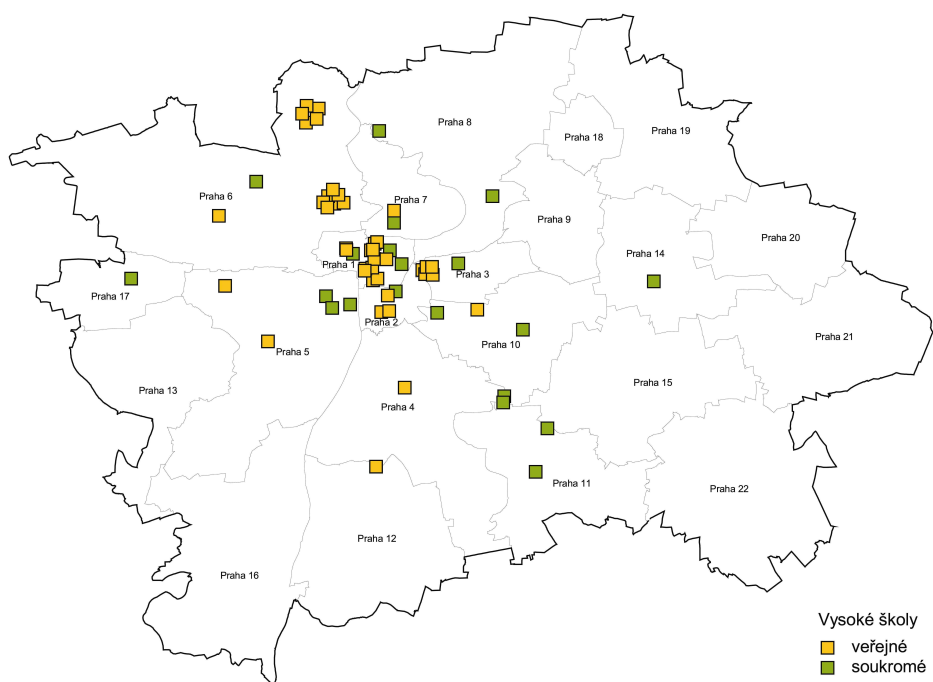 Praha 8
Praha 18
Praha 19
Praha 6
Praha 7
Praha 9
Praha 20
Praha 1
Praha 3
Praha 14
Praha 17
Praha 2
Praha 10
Praha 21
Praha 5
Praha 13
Praha 15
Praha 4
Praha 11
Praha 22
Praha 12
Praha 16
Vysoké školy
veřejné
soukromé